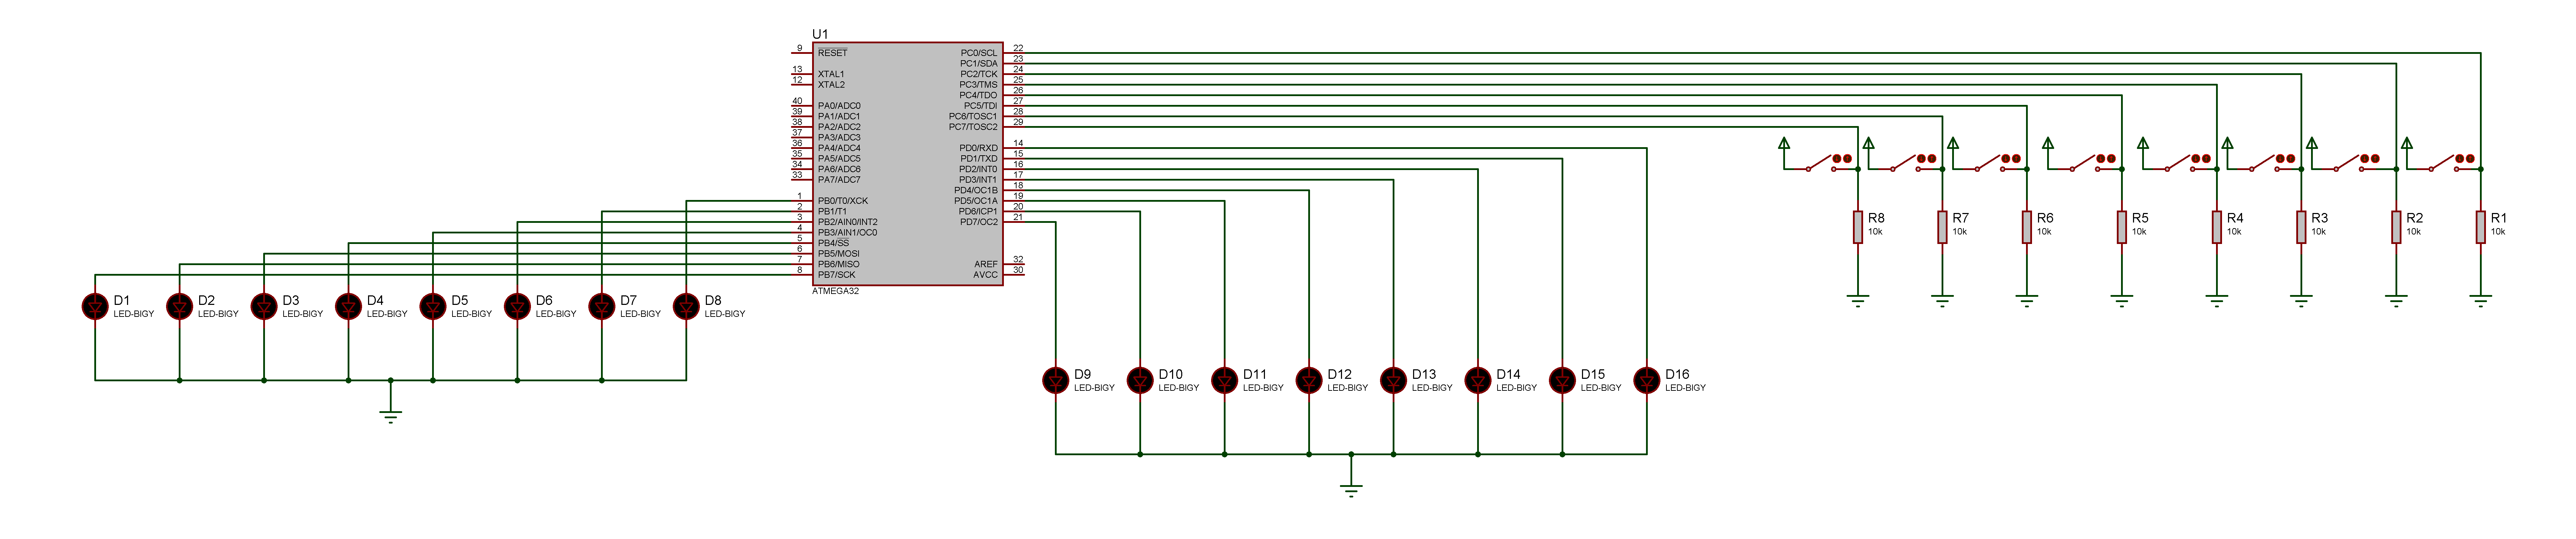 U1
9 RESET
13 XTAL1
12 XTAL2
40 PA0/ADC0
39 PA1/ADC1
38 PA2/ADC2
37 PA3/ADC3
36 PA4/ADC4
35 PA5/ADC5
34 PA6/ADC6
33 PA7/ADC7
1 PB0/T0/XCK
2 PB1/T1
3 PB2/AIN0/INT2
4 PB3/AIN1/OC0
5 PB4/SS
6 PB5/MOSI
7 PB6/MISO
8 PB7/SCK
PC0/SCL 22
PC1/SDA 23
PC2/TCK 24
PC3/TMS 25
PC4/TDO 26
PC5/TDI 27
PC6/TOSC1 28
PC7/TOSC2 29
PD0/RXD 14
PD1/TXD 15
PD2/INT0 16
PD3/INT1 17
PD4/OC1B 18
PD5/OC1A 19
PD6/ICP1 20
PD7/OC2 21
AREF 32
AVCC 30
ATMEGA32
R8
10k
R7
10k
R6
10k
R5
10k
R4
10k
R3
10k
R2
10k
R1
10k
D1
LED-BIGY
D2
LED-BIGY
D3
LED-BIGY
D4
LED-BIGY
D5
LED-BIGY
D6
LED-BIGY
D7
LED-BIGY
D8
LED-BIGY
D9
LED-BIGY
D10
LED-BIGY
D11
LED-BIGY
D12
LED-BIGY
D13
LED-BIGY
D14
LED-BIGY
D15
LED-BIGY
D16
LED-BIGY